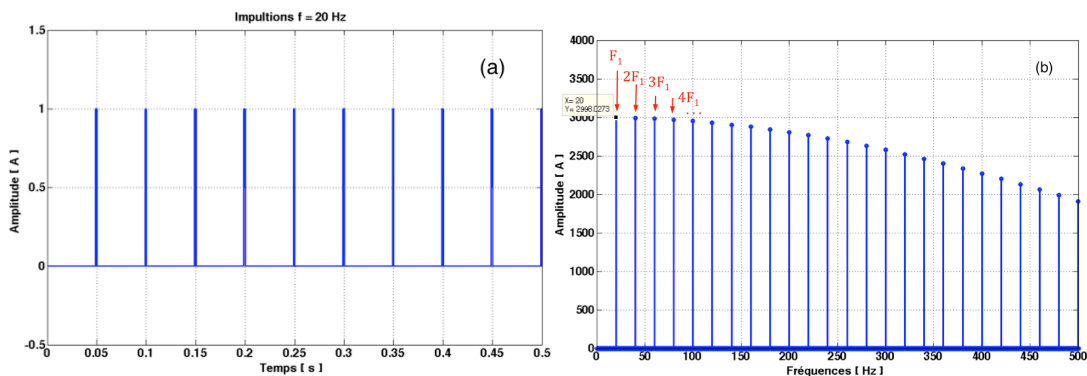 Impultions f = 20 Hz
(a)
Amplitude [ A ]
1.5
1
0.5
0
-0.5
0 0.05 0.1 0.15 0.2 0.25 0.3 0.35 0.4 0.45 0.5
Temps [ s ]
(b)
Amplitude [ A ]
4000
3500
3000
2500
2000
1500
1000
500
0
F1
2F1 3F1
4F1 ...
X= 20
Y= 2998.0273
0 50 100 150 200 250 300 350 400 450 500
Fréquences [ Hz ]